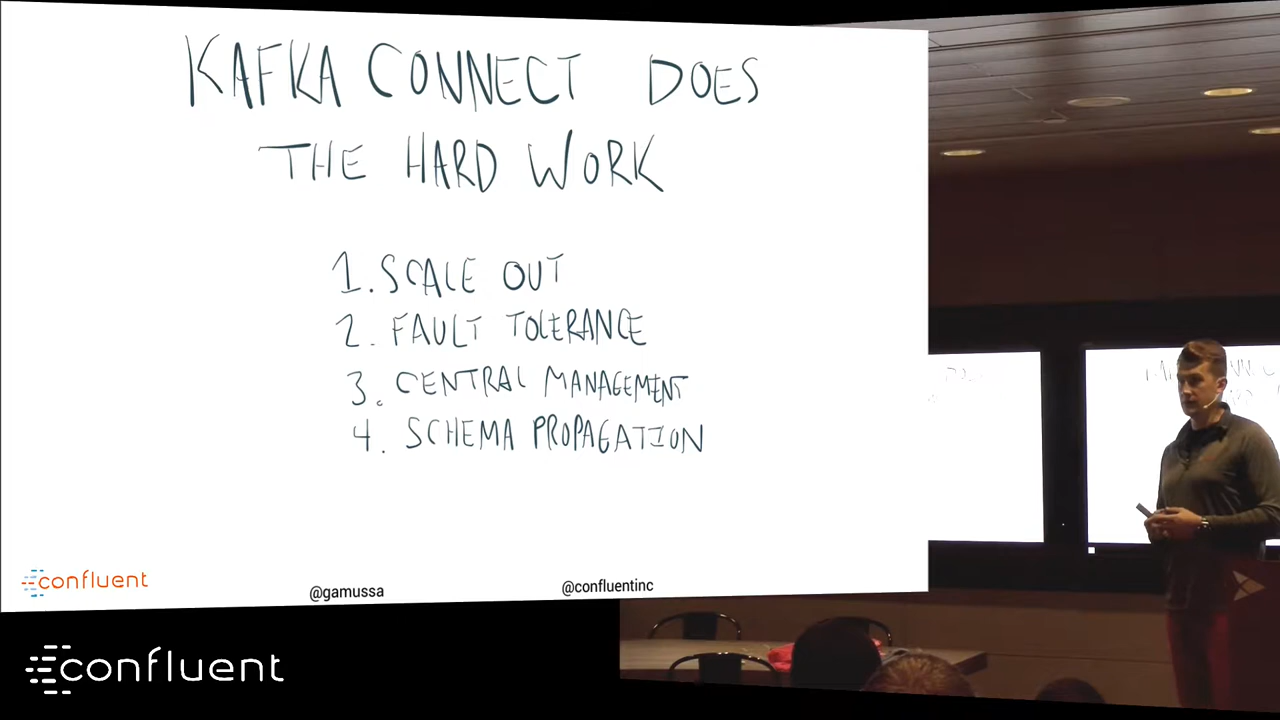 KAFKA CONNECT DOES
THE HARD WORK
1. SCALE OUT
2. FAULT TOLERANCE
3. CENTRAL MANAGEMENT
4. SCHEMA PROPAGATION
confluent
@gamussa
@confluentinc
confluent